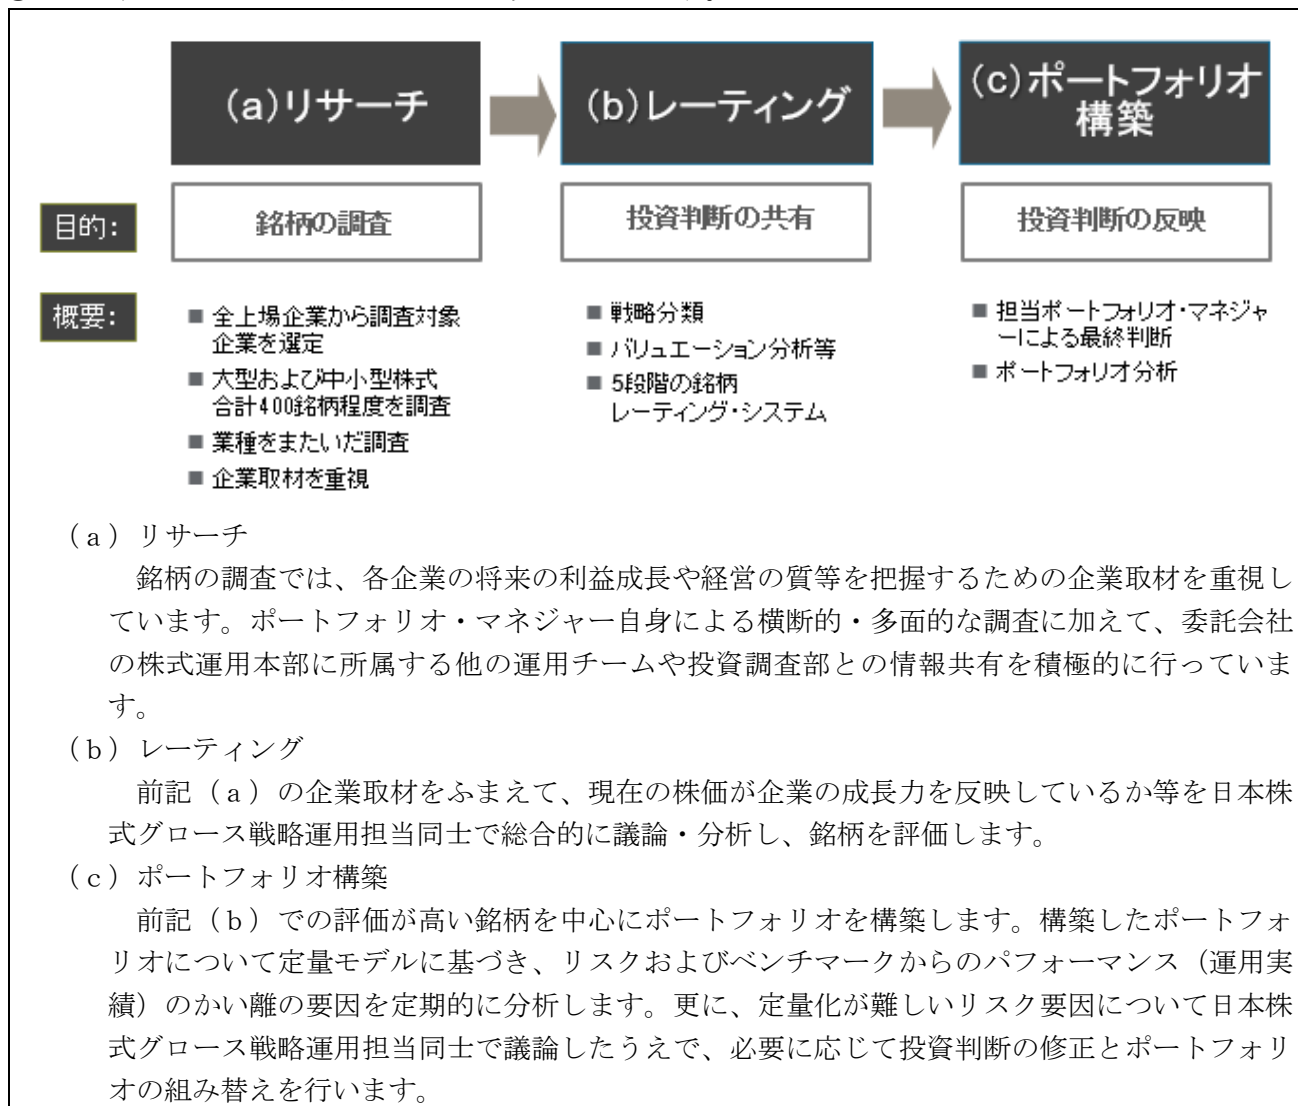 (a)リサーチ
(b)レーティング
(c)ポートフォリオ
構築
目的:
銘柄の調査
投資判断の共有
投資判断の反映
概要:
■ 全上場企業から調査対象
企業を選定
■ 大型および中小型株式
合計400銘柄程度を調査
■ 業種をまたいだ調査
■ 企業取材を重視
■ 戦略分類
■ バリュエーション分析等
■ 5段階の銘柄
レーティング・システム
■ 担当ポートフォリオ・マネジャ
ーによる最終判断
■ ポートフォリオ分析
(a)リサーチ
銘柄の調査では、各企業の将来の利益成長や経営の質等を把握するための企業取材を重視し
ています。ポートフォリオ・マネジャー自身による横断的・多面的な調査に加えて、委託会社
の株式運用本部に所属する他の運用チームや投資調査部との情報共有を積極的に行っていま
す。
(b)レーティング
前記(a)の企業取材をふまえて、現在の株価が企業の成長力を反映しているか等を日本株
式グロース戦略運用担当同士で総合的に議論・分析し、銘柄を評価します。
(c)ポートフォリオ構築
前記(b)での評価が高い銘柄を中心にポートフォリオを構築します。構築したポートフォ
リオについて定量モデルに基づき、リスクおよびベンチマークからのパフォーマンス(運用実
績)のかい離の要因を定期的に分析します。更に、定量化が難しいリスク要因について日本株
式グロース戦略運用担当同士で議論したうえで、必要に応じて投資判断の修正とポートフォリ
オの組み替えを行います。